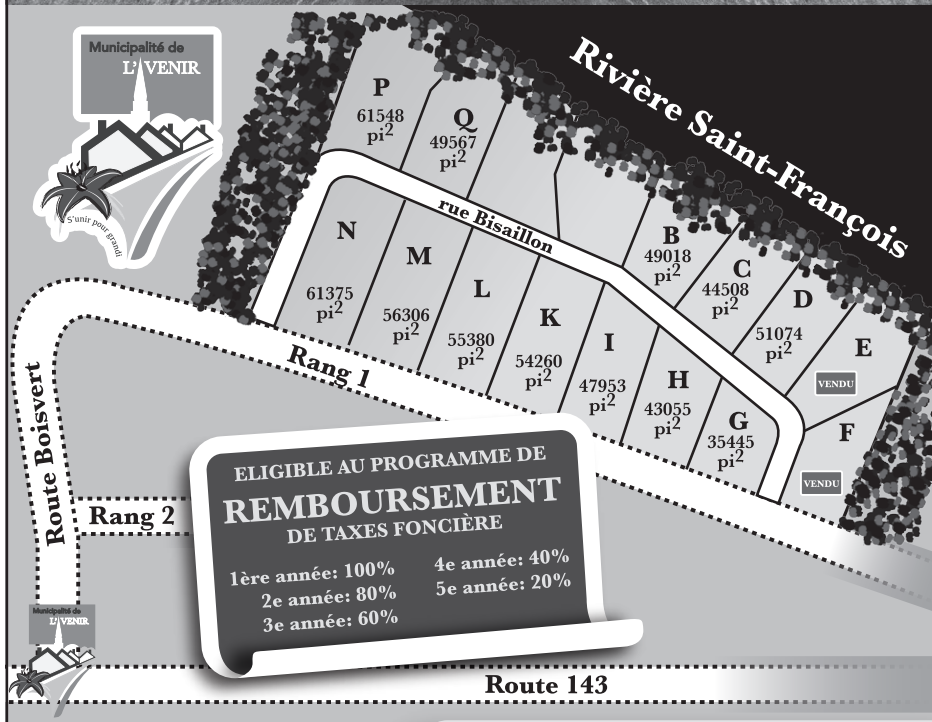 Municipalité de
L'AVENIR
S'unir pour grandir
Rivière Saint-François
P
61548
pi2
Q
49567
pi2
rue Bisaillon
B
49018
pi2
C
44508
pi2
D
51074
pi2
E
VENDU
F
VENDU
N
61375
pi2
M
56306
pi2
L
55380
pi2
K
54260
pi2
I
47953
pi2
H
43055
pi2
G
35445
pi2
Rang 1
Route Boisvert
Rang 2
ELIGIBLE AU PROGRAMME DE
REMBOURSEMENT
DE TAXES FONCIÈRE
1ère année: 100%
2e année: 80%
3e année: 60%
4e année: 40%
5e année: 20%
Municipalité de
L'AVENIR
Route 143